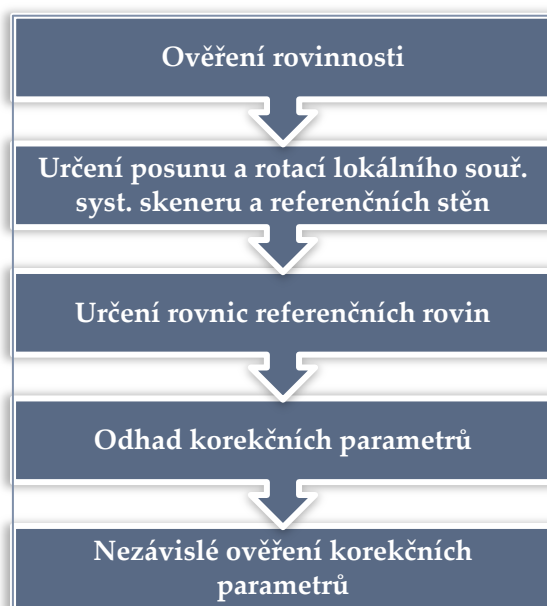 Ověření rovinnosti
Určení posunu a rotací lokálního souř.
syst. skeneru a referenčních stěn
Určení rovnic referenčních rovin
Odhad korekčních parametrů
Nezávislé ověření korekčních
parametrů